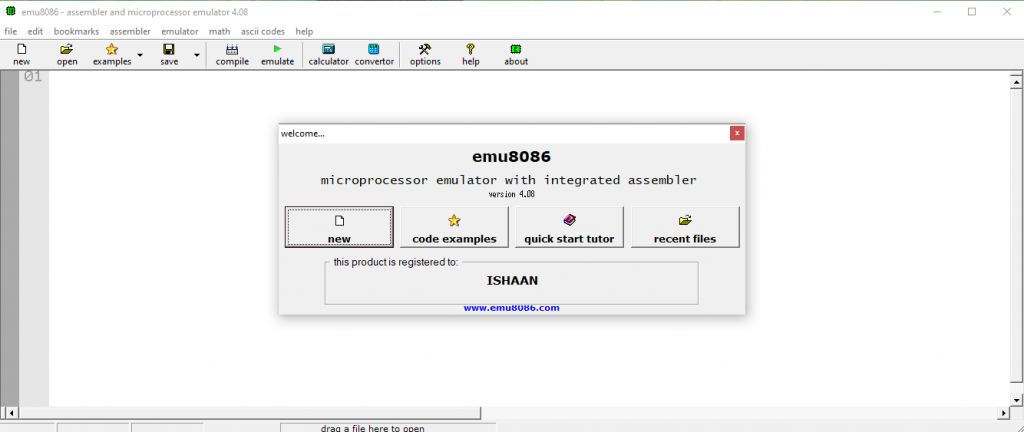 emu8086 - assembler and microprocessor emulator 4.08
file edit bookmarks assembler emulator math ascii codes help
new open examples save compile emulate calculator convertor options help about
01
welcome...
x
emu8086
microprocessor emulator with integrated assembler
version 4.08
new code examples quick start tutor recent files
this product is registered to:
ISHAAN
www.emu8086.com
drag a file here to open